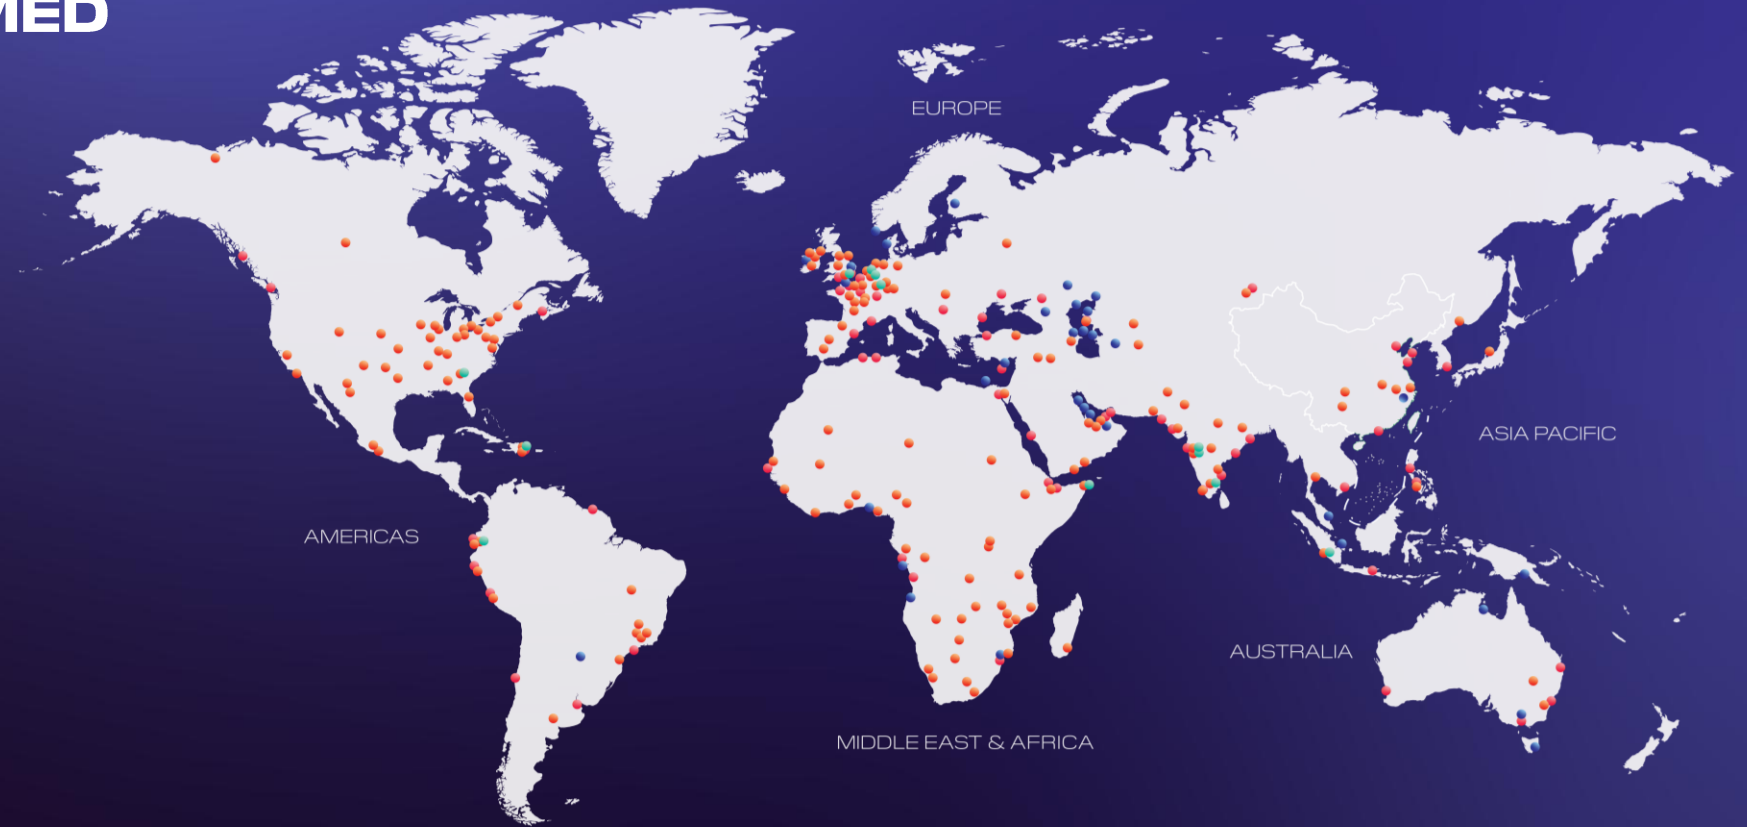 EUROPE
ASIA PACIFIC
AMERICAS
AUSTRALIA
MIDDLE EAST & AFRICA